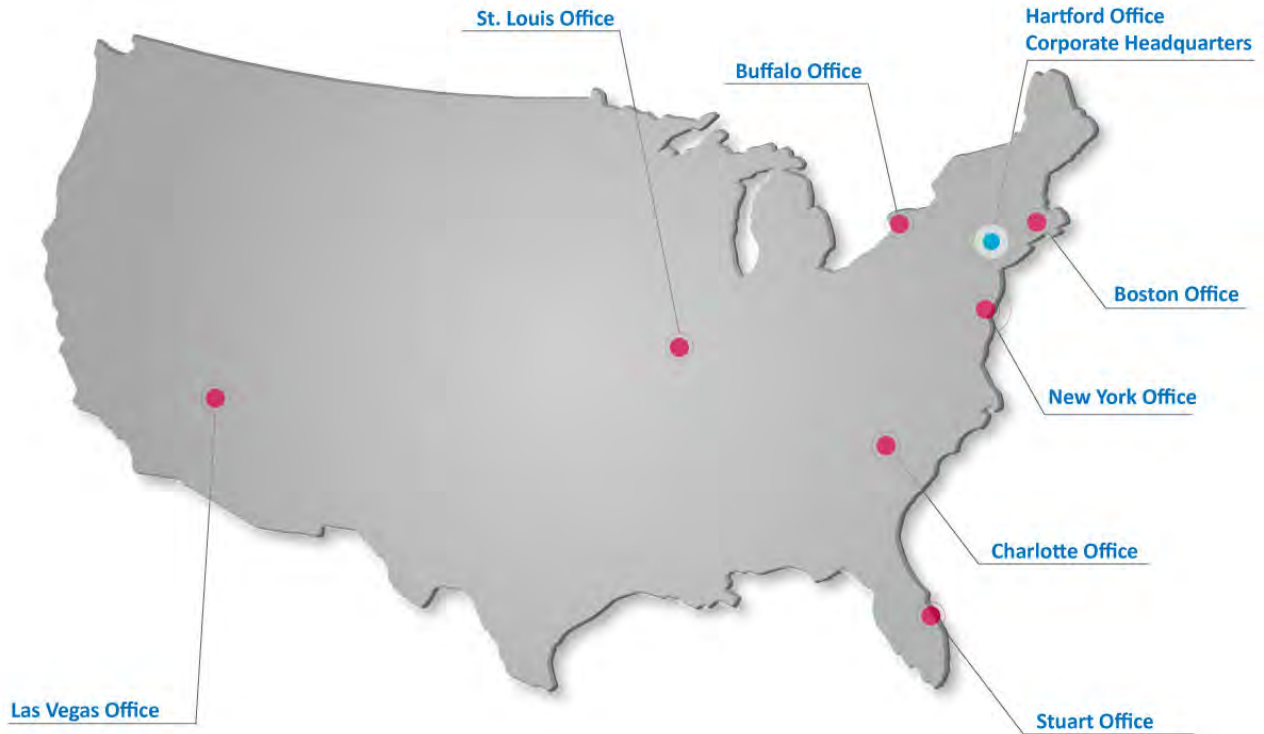 St. Louis Office
Hartford Office
Corporate Headquarters
Buffalo Office
Boston Office
New York Office
Charlotte Office
Las Vegas Office
Stuart Office